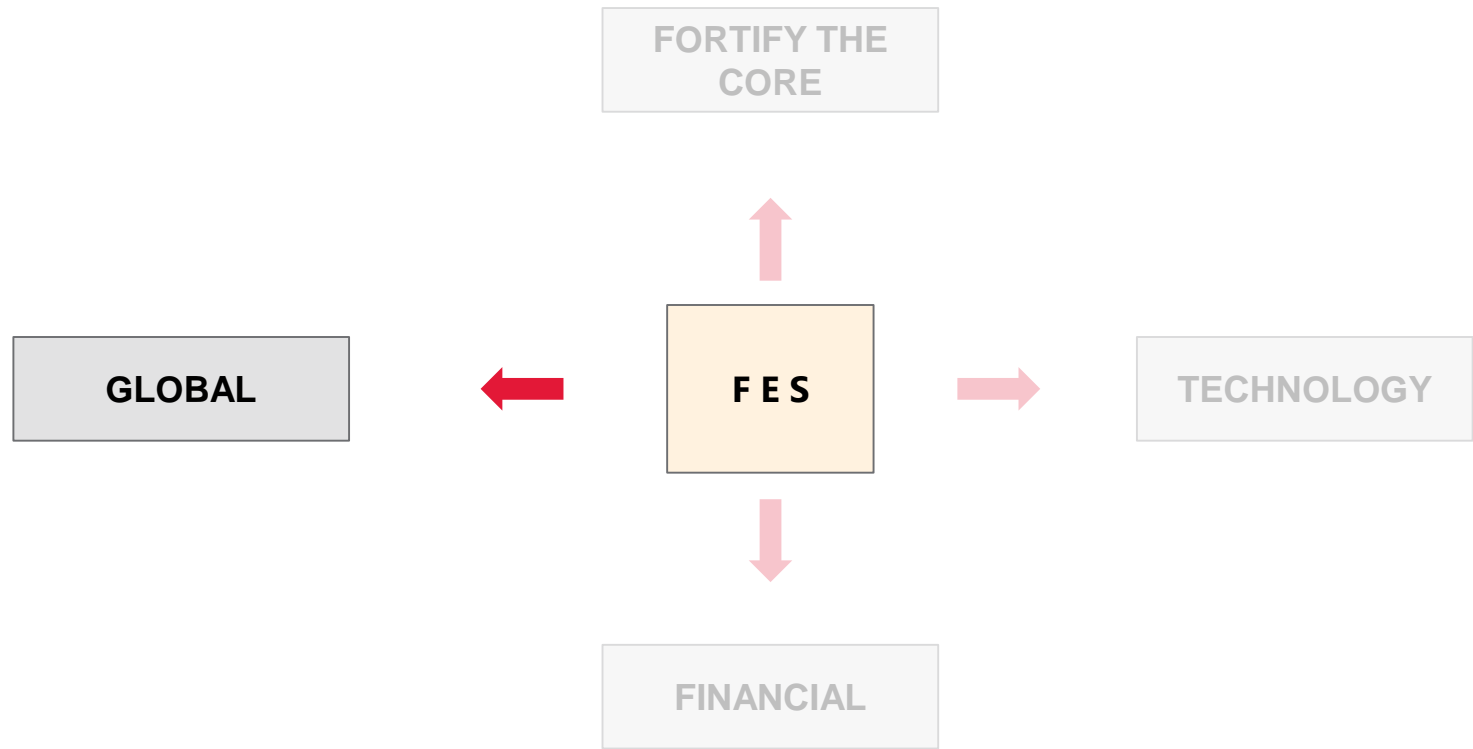 FORTIFY THE
CORE
GLOBAL
F E S
TECHNOLOGY
FINANCIAL